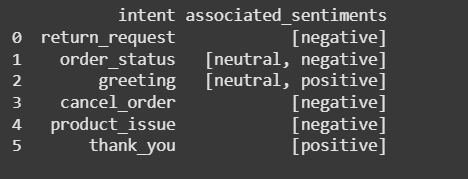 intent associated_sentiments
0 return_request [negative]
1 order_status [neutral, negative]
2 greeting [neutral, positive]
3 cancel_order [negative]
4 product_issue [negative]
5 thank_you [positive]